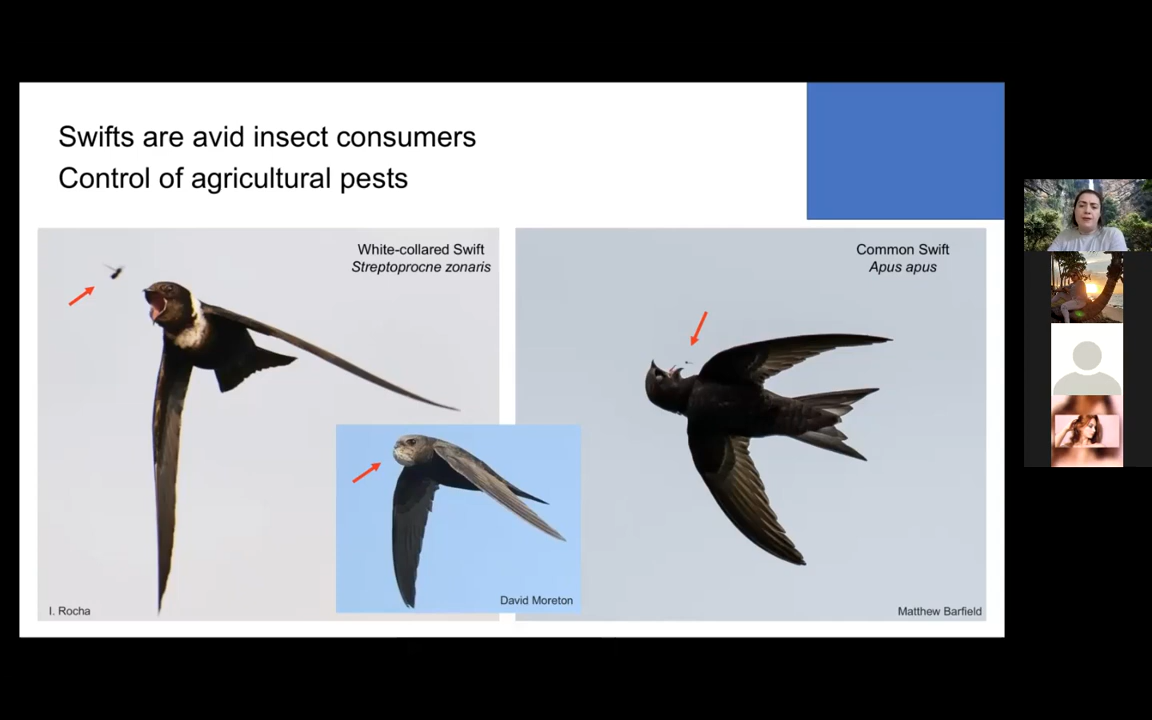 Swifts are avid insect consumers
Control of agricultural pests
White-collared Swift
Streptoprocne zonaris
Common Swift
Apus apus
I. Rocha
David Moreton
Matthew Barfield